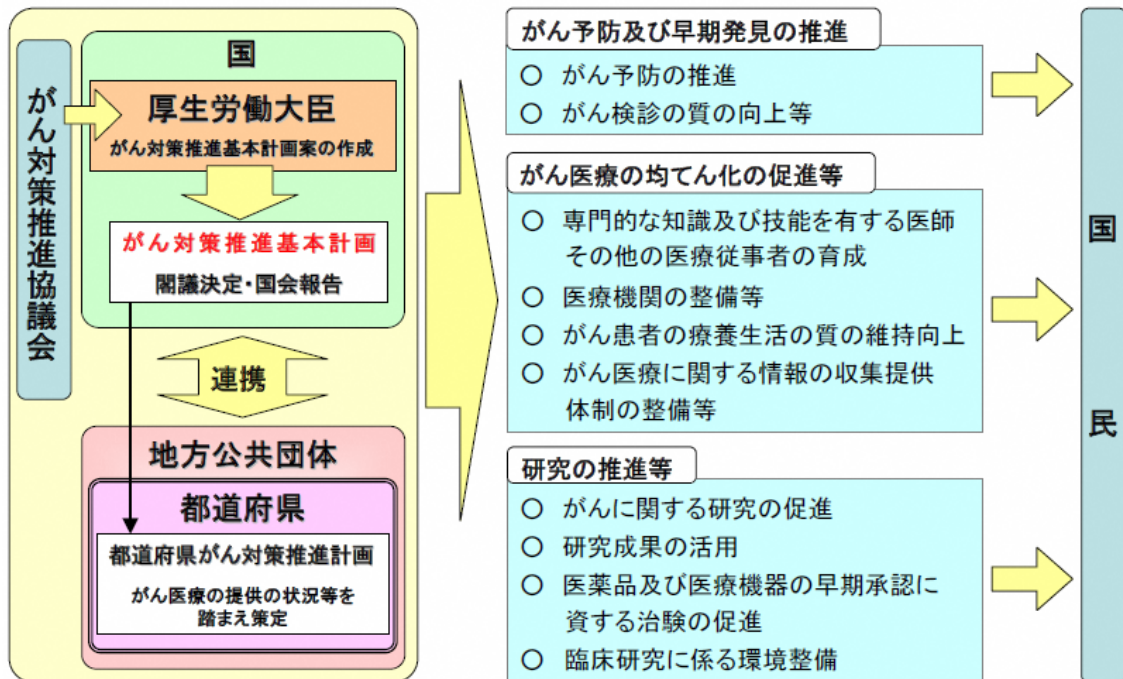 がん対策推進協議会
国
厚生労働大臣
がん対策推進基本計画案の作成
がん対策推進基本計画
閣議決定・国会報告
連携
地方公共団体
都道府県
都道府県がん対策推進計画
がん医療の提供の状況等を
踏まえ策定
がん予防及び早期発見の推進
○ がん予防の推進
○ がん検診の質の向上等
がん医療の均てん化の促進等
○ 専門的な知識及び技能を有する医師
その他の医療従事者の育成
○ 医療機関の整備等
○ がん患者の療養生活の質の維持向上
○ がん医療に関する情報の収集提供
体制の整備等
研究の推進等
○ がんに関する研究の促進
○ 研究成果の活用
○ 医薬品及び医療機器の早期承認に
資する治験の促進
○ 臨床研究に係る環境整備
国民